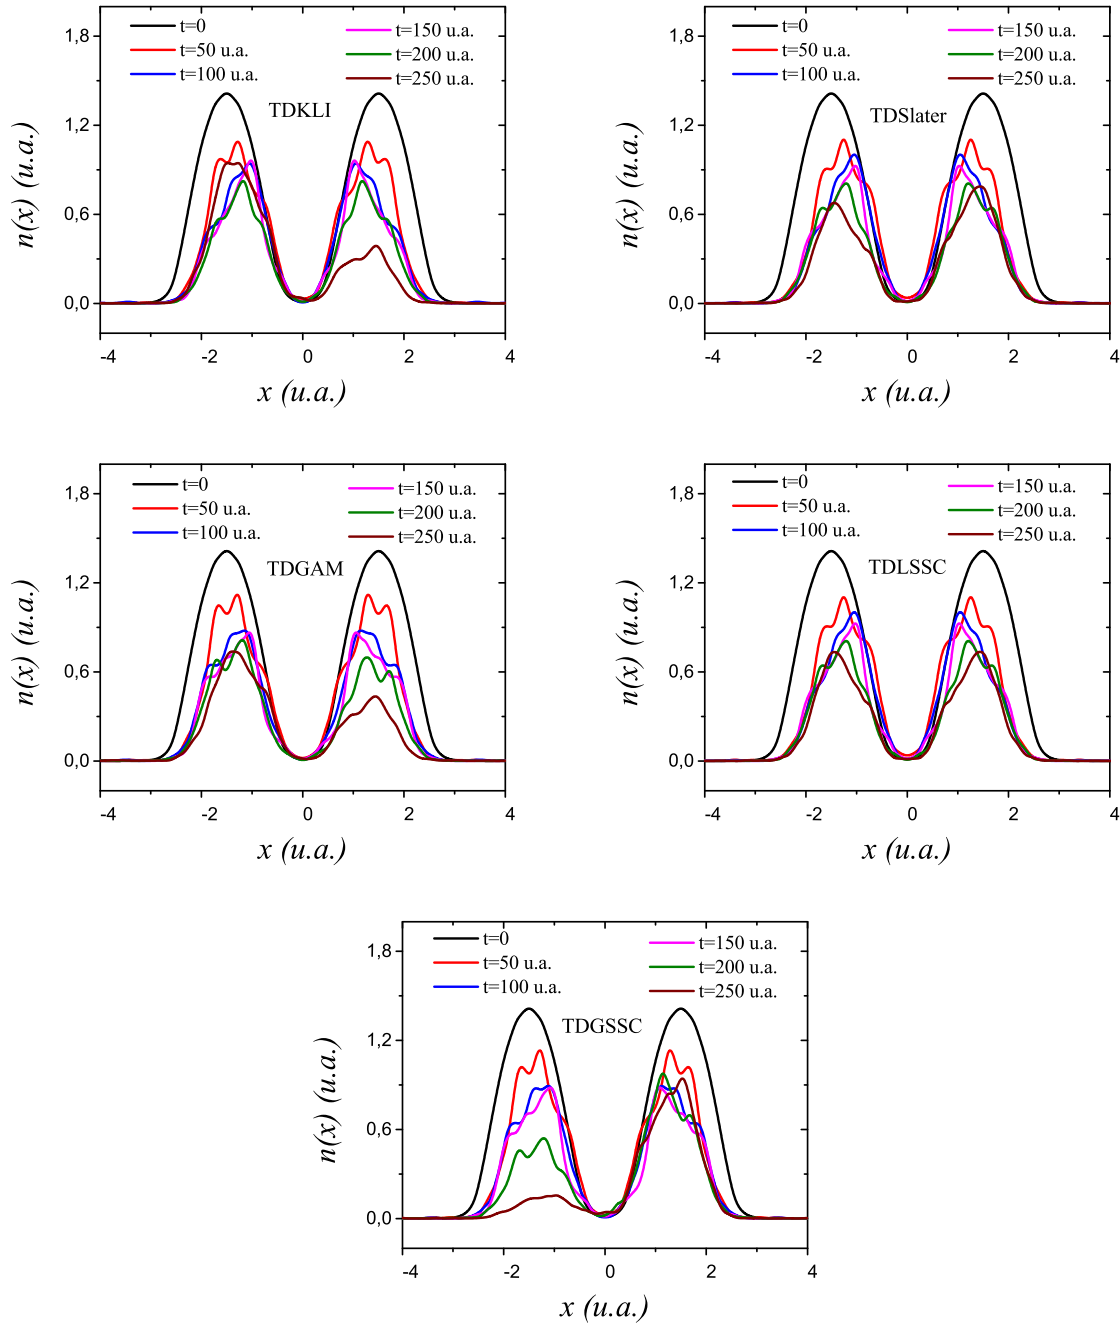 1,8
1,2
0,6
0,0
n(x) (u.a.)
t=0
t=50 u.a.
t=100 u.a.
t=150 u.a.
t=200 u.a.
t=250 u.a.
TDKLI
-4 -2 0 2 4
x (u.a.)
1,8
1,2
0,6
0,0
n(x) (u.a.)
t=0
t=50 u.a.
t=100 u.a.
t=150 u.a.
t=200 u.a.
t=250 u.a.
TDSlater
-4 -2 0 2 4
x (u.a.)
1,8
1,2
0,6
0,0
n(x) (u.a.)
t=0
t=50 u.a.
t=100 u.a.
t=150 u.a.
t=200 u.a.
t=250 u.a.
TDGAM
-4 -2 0 2 4
x (u.a.)
1,8
1,2
0,6
0,0
n(x) (u.a.)
t=0
t=50 u.a.
t=100 u.a.
t=150 u.a.
t=200 u.a.
t=250 u.a.
TDLSSC
-4 -2 0 2 4
x (u.a.)
1,8
1,2
0,6
0,0
n(x) (u.a.)
t=0
t=50 u.a.
t=100 u.a.
t=150 u.a.
t=200 u.a.
t=250 u.a.
TDGSSC
-4 -2 0 2 4
x (u.a.)